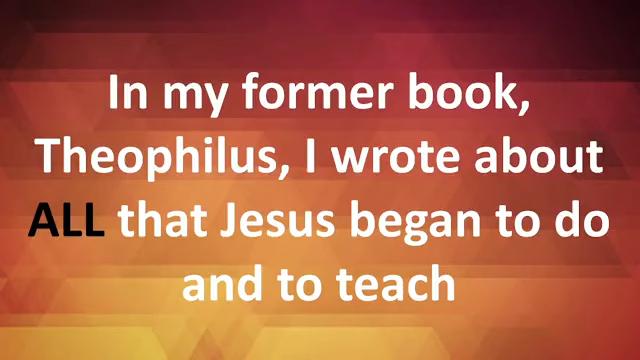 In my former book,
Theophilus, I wrote about
ALL that Jesus began to do
and to teach